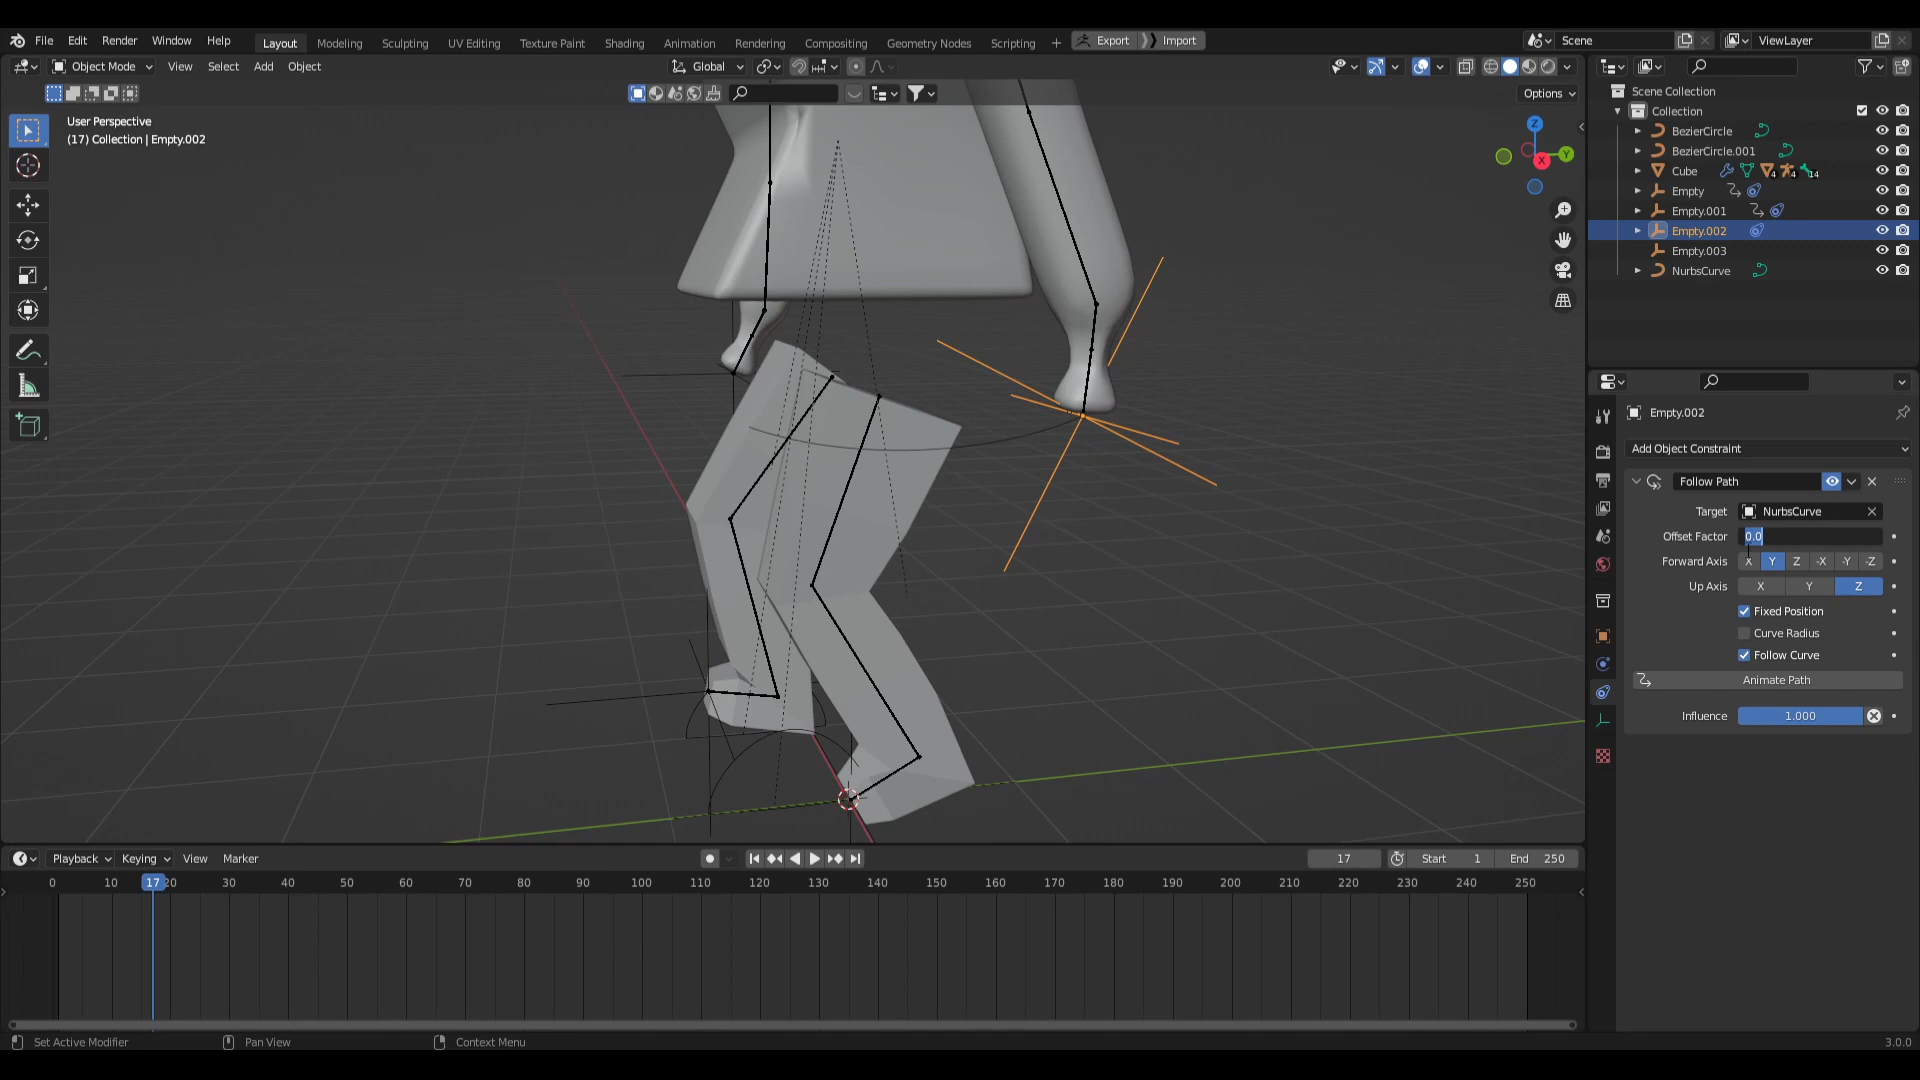 File Edit Render Window Help Layout Modeling Sculpting UV Editing Texture Paint Shading Animation Rendering Compositing Geometry Nodes Scripting + Export Import Scene ViewLayer
Object Mode View Select Add Object Global
Options
User Perspective
(17) Collection | Empty.002
Z
Y
X
Scene Collection
Collection
BezierCircle
BezierCircle.001
Cube 4 4 14
Empty
Empty.001
Empty.002
Empty.003
NurbsCurve
Empty.002
Add Object Constraint
Follow Path
Target NurbsCurve
Offset Factor 0.0
Forward Axis X Y Z -X -Y -Z
Up Axis X Y Z
Fixed Position
Curve Radius
Follow Curve
Animate Path
Influence 1.000
Playback Keying View Marker 17 Start 1 End 250
0 10 17 20 30 40 50 60 70 80 90 100 110 120 130 140 150 160 170 180 190 200 210 220 230 240 250
Set Active Modifier Pan View Context Menu 3.0.0